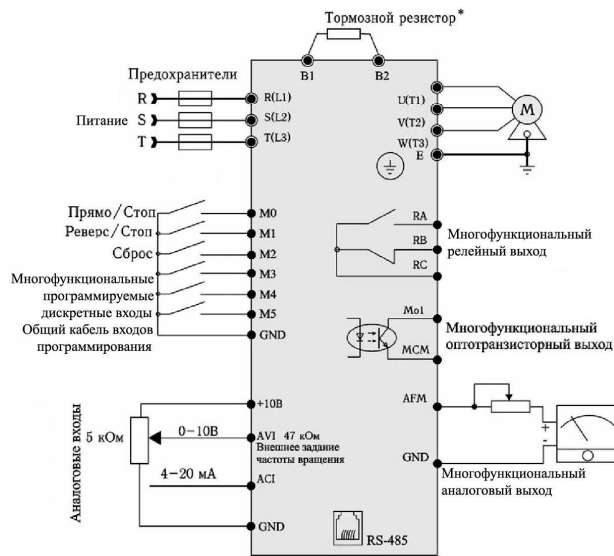 Тормозной резистор*
B1
B2
Предохранители
R
R(L1)
Питание
S
S(L2)
T
T(L3)
U(T1)
V(T2)
W(T3)
E
M
Прямо/Стоп
M0
Реверс/Стоп
M1
Сброс
M2
Многофункциональные
программируемые
дискретные входы
M3
M4
M5
Общий кабель входов
программирования
GND
RA
RB
RC
Многофункциональный
релейный выход
Mo1
MCM
Многофункциональный
оптотранзисторный выход
Аналоговые входы
5 кОм
+10В
0-10В
AVI 47 кОм
Внешнее задание
частоты вращения
4-20 мА
ACI
GND
AFM
+
-
GND
Многофункциональный
аналоговый выход
RS-485